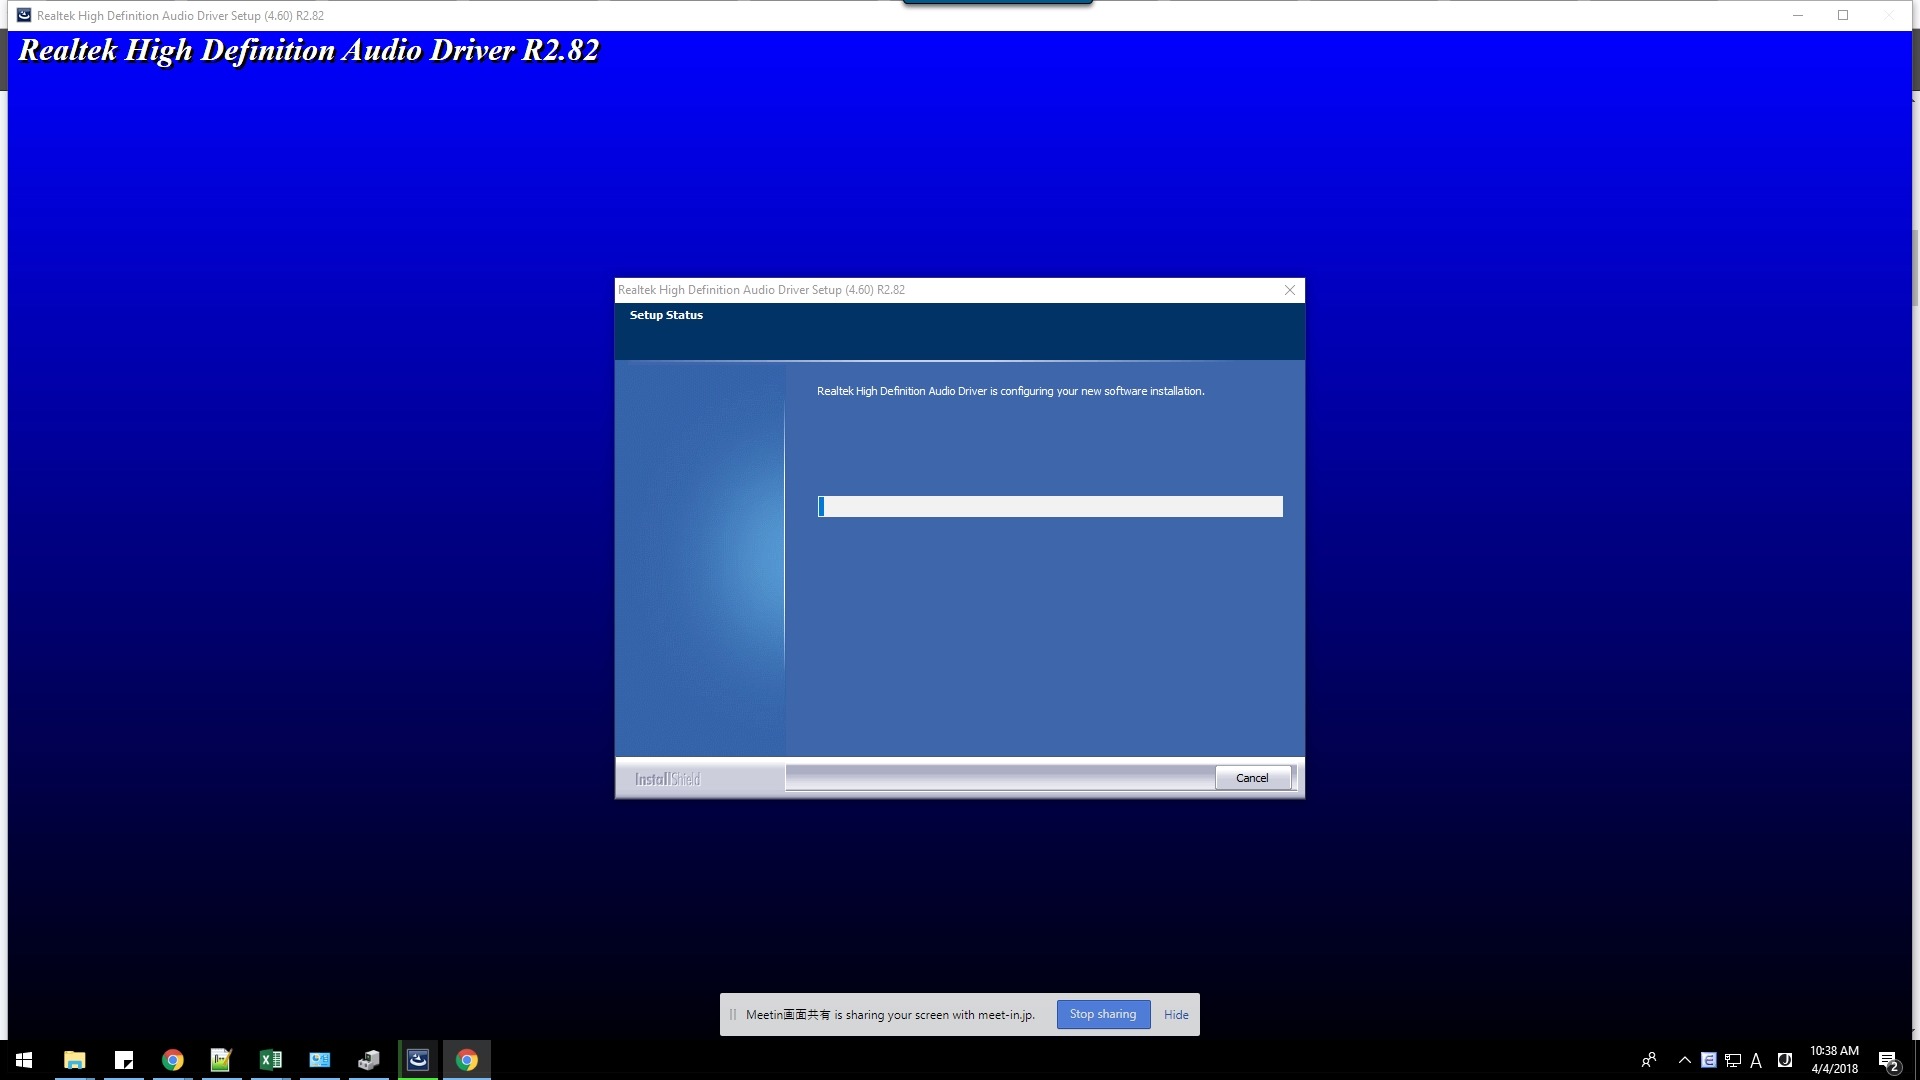 Realtek High Definition Audio Driver Setup (4.60) R2.82
Realtek High Definition Audio Driver R2.82
Realtek High Definition Audio Driver Setup (4.60) R2.82
Setup Status
Realtek High Definition Audio Driver is configuring your new software installation.
InstallShield
Cancel
Meetin画面共有 is sharing your screen with meet-in.jp.
Stop sharing
Hide
A
10:38 AM
4/4/2018
2